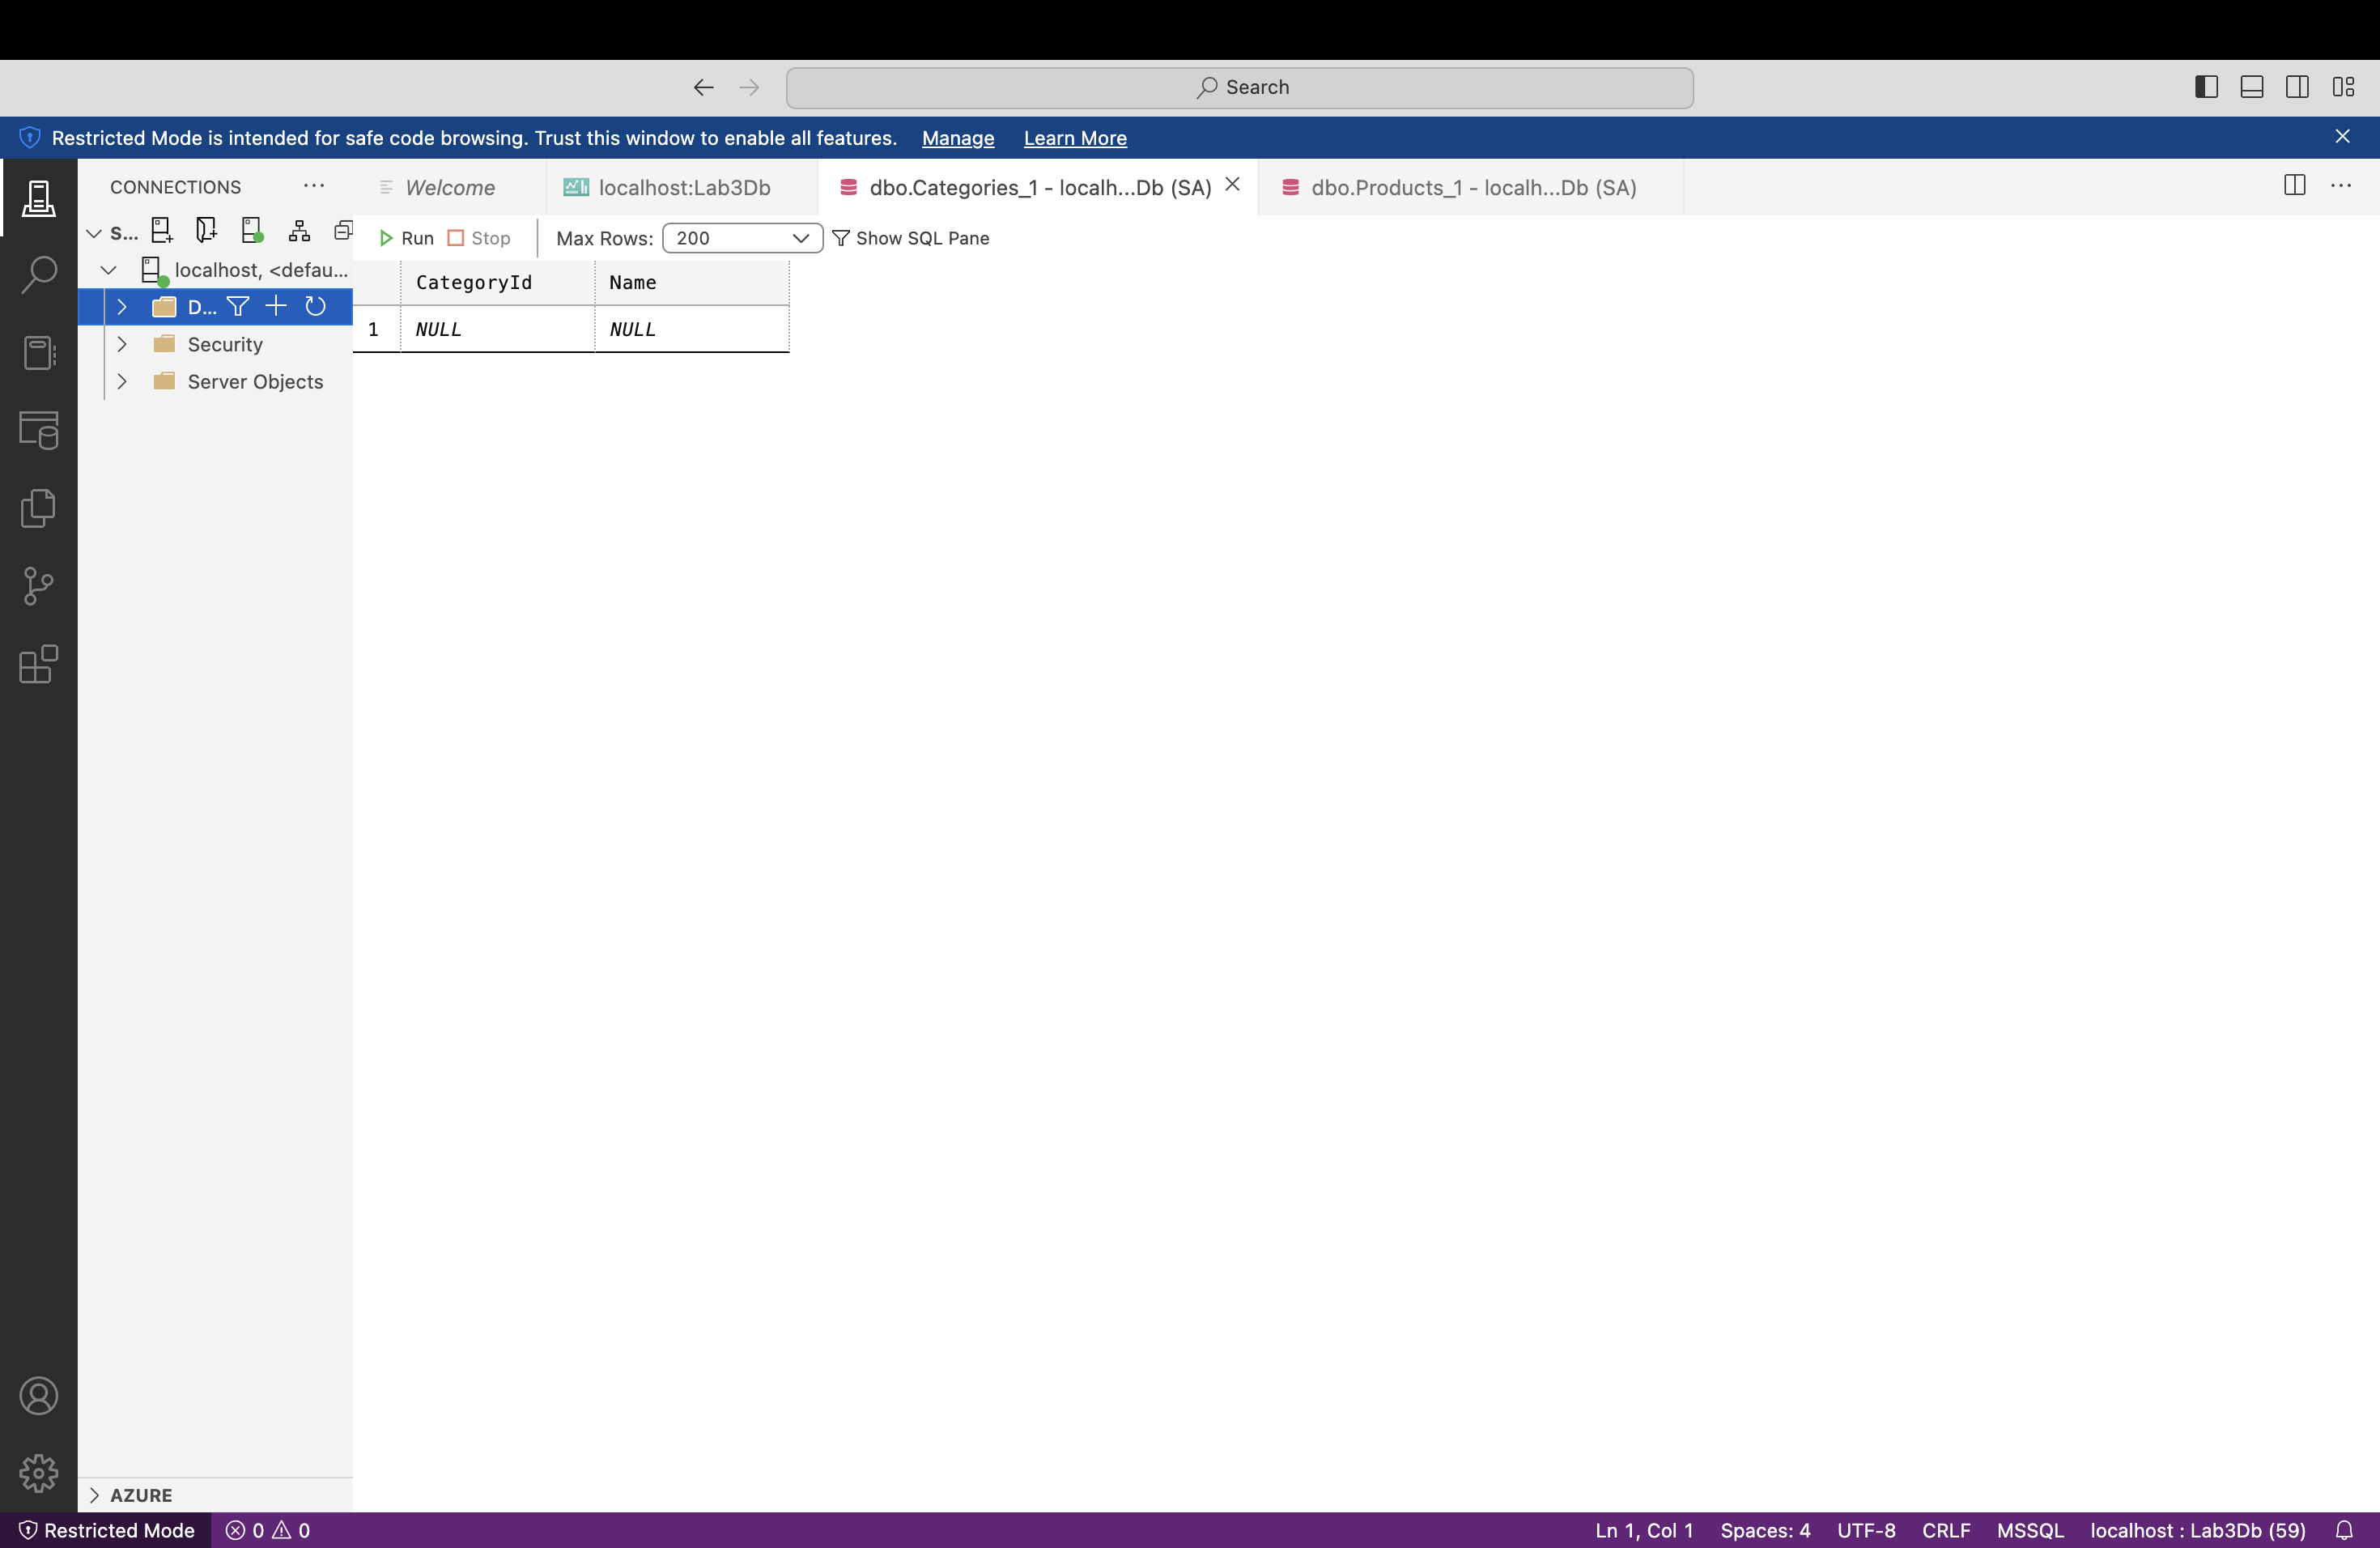 Search
Restricted Mode is intended for safe code browsing. Trust this window to enable all features. Manage Learn More
CONNECTIONS
Welcome
localhost:Lab3Db
dbo.Categories_1 - localh...Db (SA)
dbo.Products_1 - localh...Db (SA)
S...
Run Stop Max Rows: 200 Show SQL Pane
localhost, <defau...
D...
Security
Server Objects
CategoryId Name
1 NULL NULL
AZURE
Restricted Mode 0 0 Ln 1, Col 1 Spaces: 4 UTF-8 CRLF MSSQL localhost : Lab3Db (59)